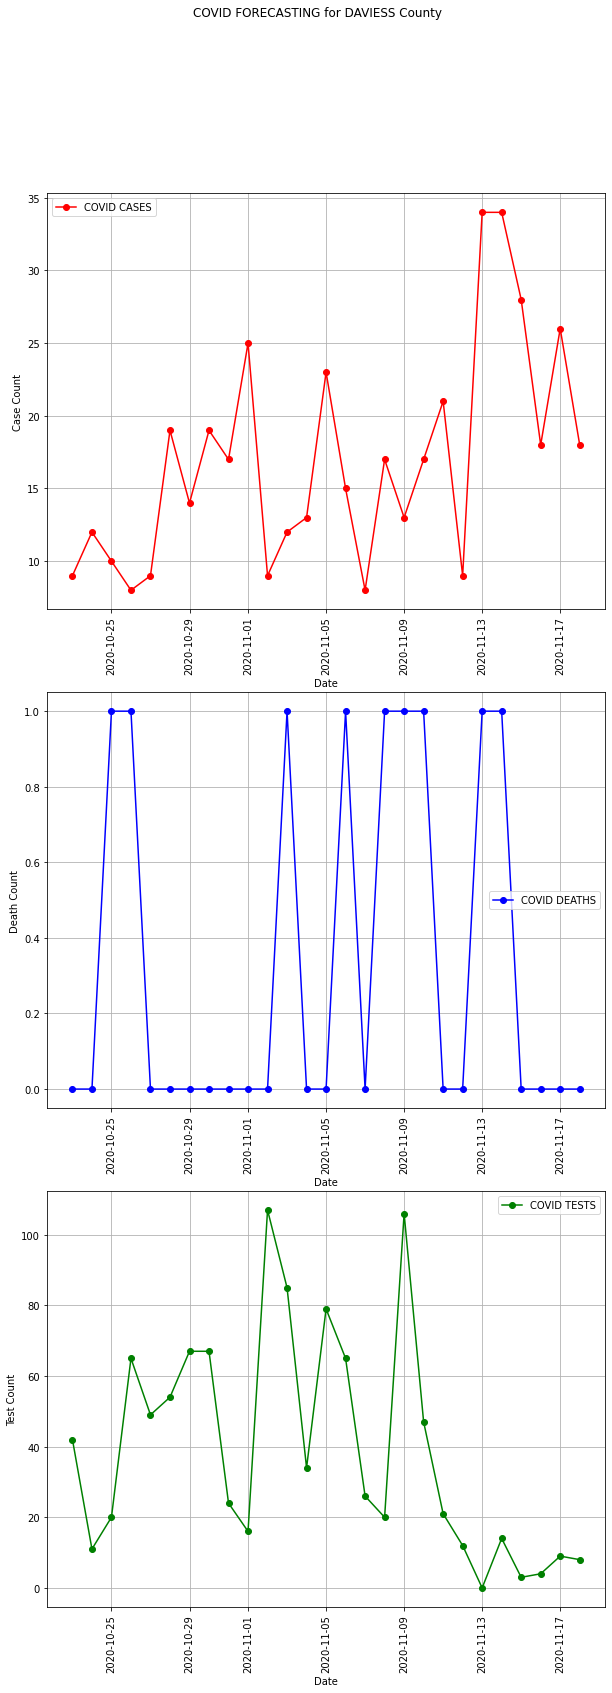 COVID FORECASTING for DAVIESS County
COVID CASES
35
30
25
20
15
10
Case Count
2020-10-25 2020-10-29 2020-11-01 2020-11-05 2020-11-09 2020-11-13 2020-11-17
Date
1.0
0.8
0.6
0.4
0.2
0.0
Death Count
COVID DEATHS
2020-10-25 2020-10-29 2020-11-01 2020-11-05 2020-11-09 2020-11-13 2020-11-17
Date
COVID TESTS
100
80
60
40
20
0
Test Count
2020-10-25 2020-10-29 2020-11-01 2020-11-05 2020-11-09 2020-11-13 2020-11-17
Date